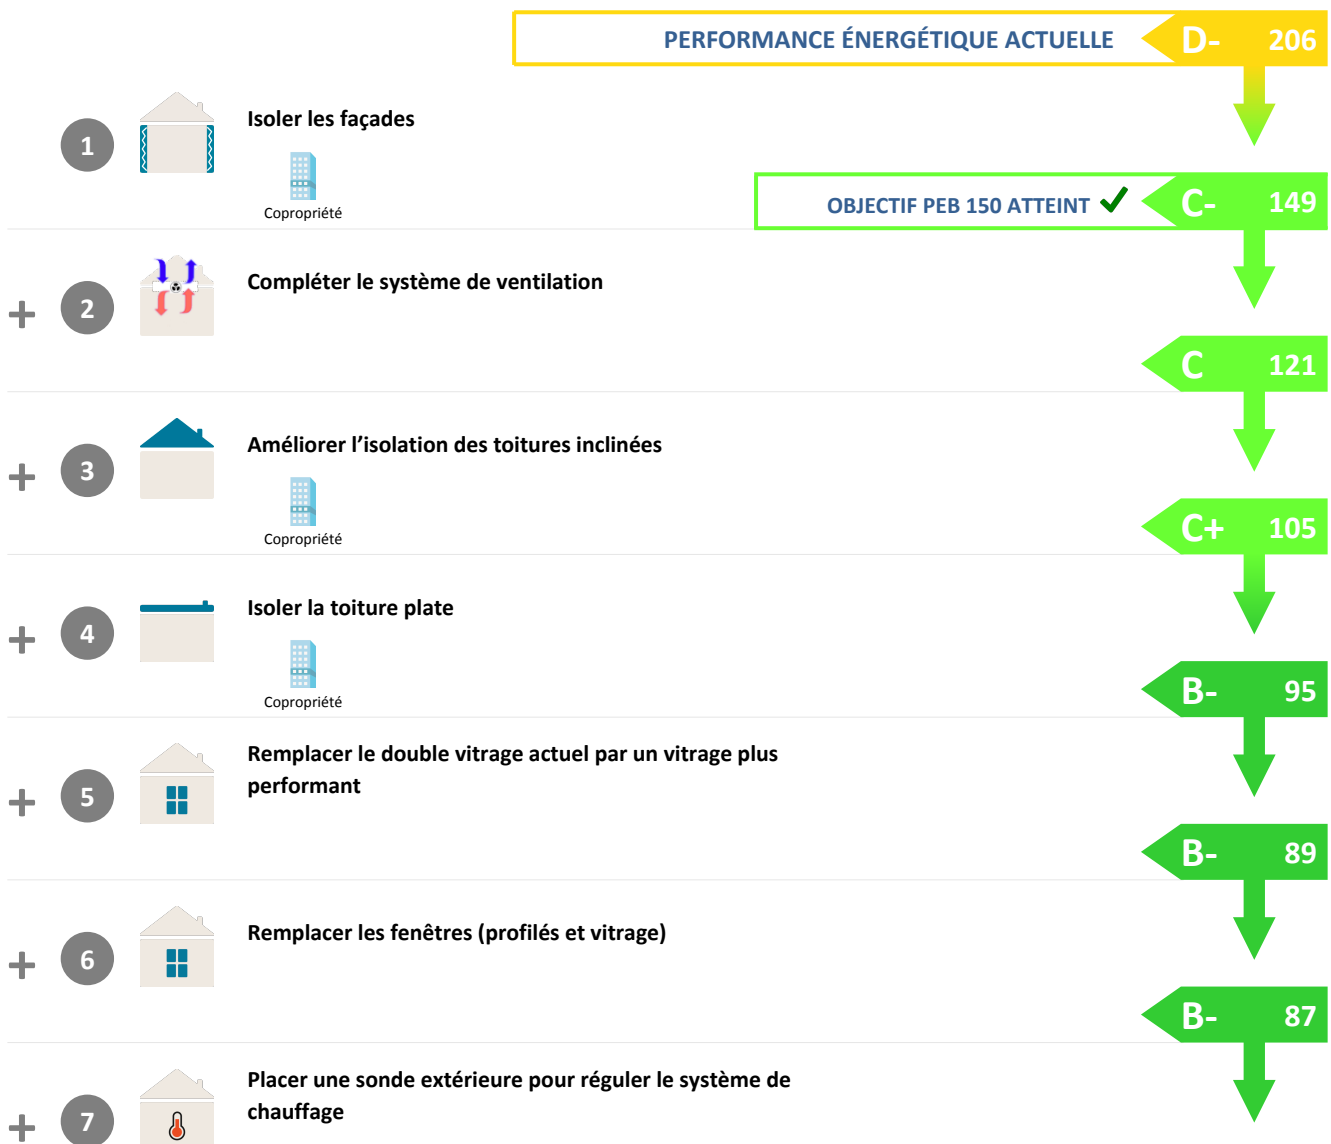 PERFORMANCE ÉNERGÉTIQUE ACTUELLE D- 206
1 Isoler les façades
Copropriété
OBJECTIF PEB 150 ATTEINT C- 149
+ 2 Compléter le système de ventilation
C 121
+ 3 Améliorer l’isolation des toitures inclinées
Copropriété
C+ 105
+ 4 Isoler la toiture plate
Copropriété
B- 95
+ 5 Remplacer le double vitrage actuel par un vitrage plus
performant
B- 89
+ 6 Remplacer les fenêtres (profilés et vitrage)
B- 87
+ 7 Placer une sonde extérieure pour réguler le système de
chauffage